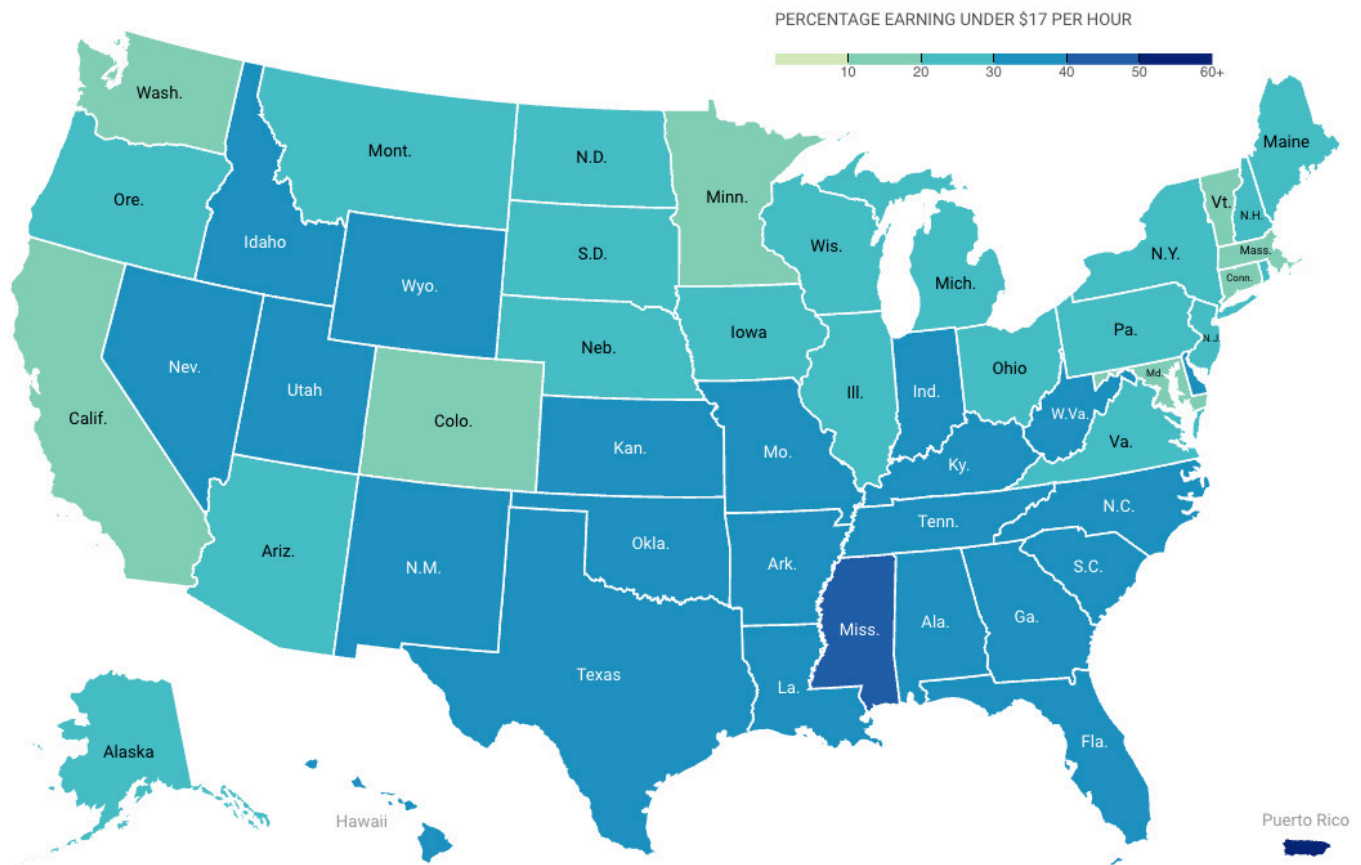 PERCENTAGE EARNING UNDER $17 PER HOUR
10 20 30 40 50 60+
Wash.
Mont.
N.D.
Minn.
Maine
Ore.
Idaho
Wyo.
S.D.
Wis.
Mich.
N.Y.
Vt.
N.H.
Mass.
Conn.
Nev.
Utah
Colo.
Neb.
Iowa
Ill.
Ind.
Ohio
Pa.
N.J.
Md.
Calif.
Kan.
Mo.
Ky.
W.Va.
Va.
Ariz.
N.M.
Okla.
Ark.
Tenn.
N.C.
S.C.
Texas
La.
Miss.
Ala.
Ga.
Fla.
Alaska
Hawaii
Puerto Rico